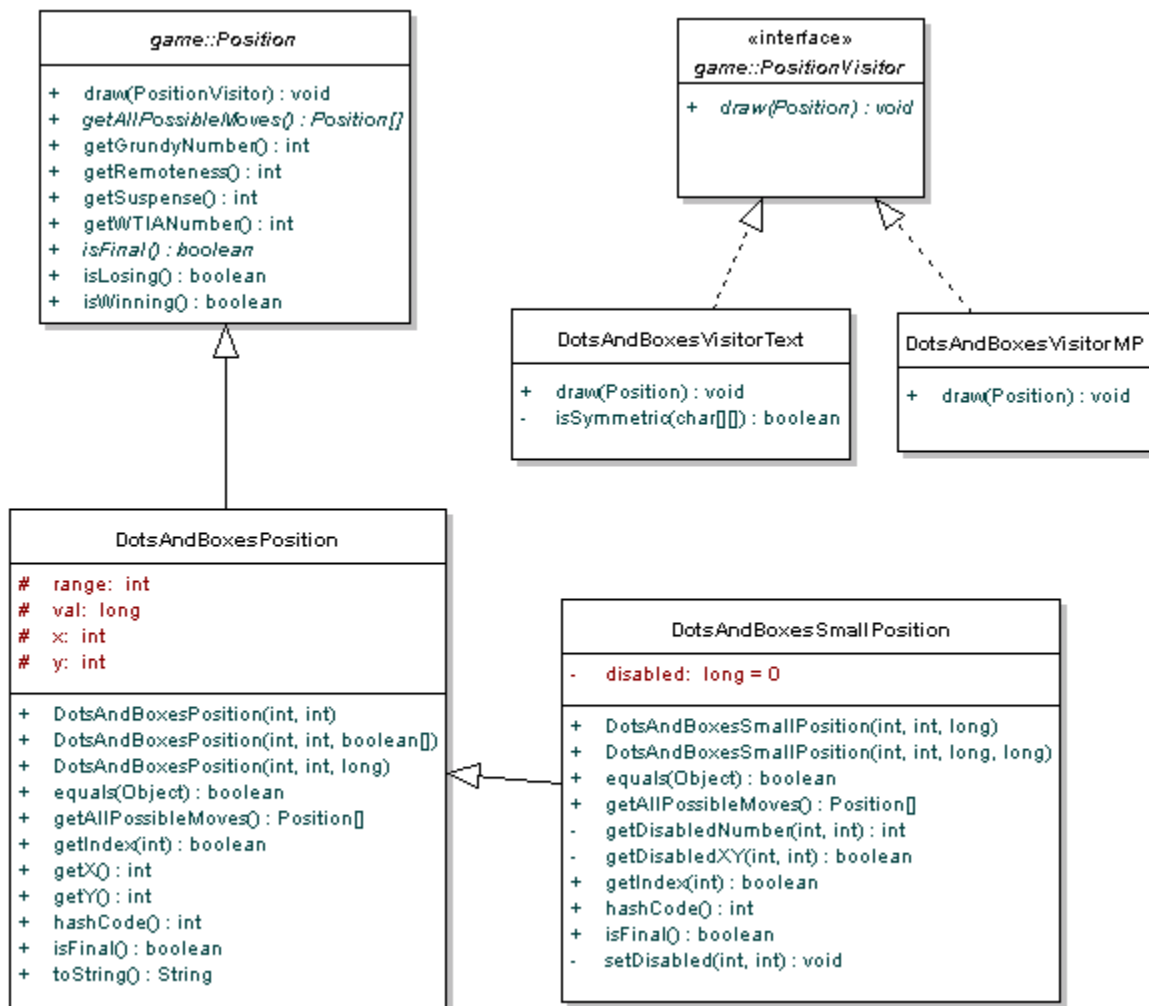 game::Position
+ draw(PositionVisitor) : void
+ getAllPossibleMoves() : Position[]
+ getGrundyNumber() : int
+ getRemoteness() : int
+ getSuspense() : int
+ getWTIANumber() : int
+ isFinal() : boolean
+ isLosing() : boolean
+ isWinning() : boolean
«interface»
game::PositionVisitor
+ draw(Position) : void
DotsAndBoxesVisitorText
+ draw(Position) : void
- isSymmetric(char[][]) : boolean
DotsAndBoxesVisitorMP
+ draw(Position) : void
DotsAndBoxesPosition
# range: int
# val: long
# x: int
# y: int
+ DotsAndBoxesPosition(int, int)
+ DotsAndBoxesPosition(int, int, boolean[])
+ DotsAndBoxesPosition(int, int, long)
+ equals(Object) : boolean
+ getAllPossibleMoves() : Position[]
+ getIndex(int) : boolean
+ getX() : int
+ getY() : int
+ hashCode() : int
+ isFinal() : boolean
+ toString() : String
DotsAndBoxesSmallPosition
- disabled: long = 0
+ DotsAndBoxesSmallPosition(int, int, long)
+ DotsAndBoxesSmallPosition(int, int, long, long)
+ equals(Object) : boolean
+ getAllPossibleMoves() : Position[]
- getDisabledNumber(int, int) : int
- getDisabledXY(int, int) : boolean
+ getIndex(int) : boolean
+ hashCode() : int
+ isFinal() : boolean
- setDisabled(int, int) : void